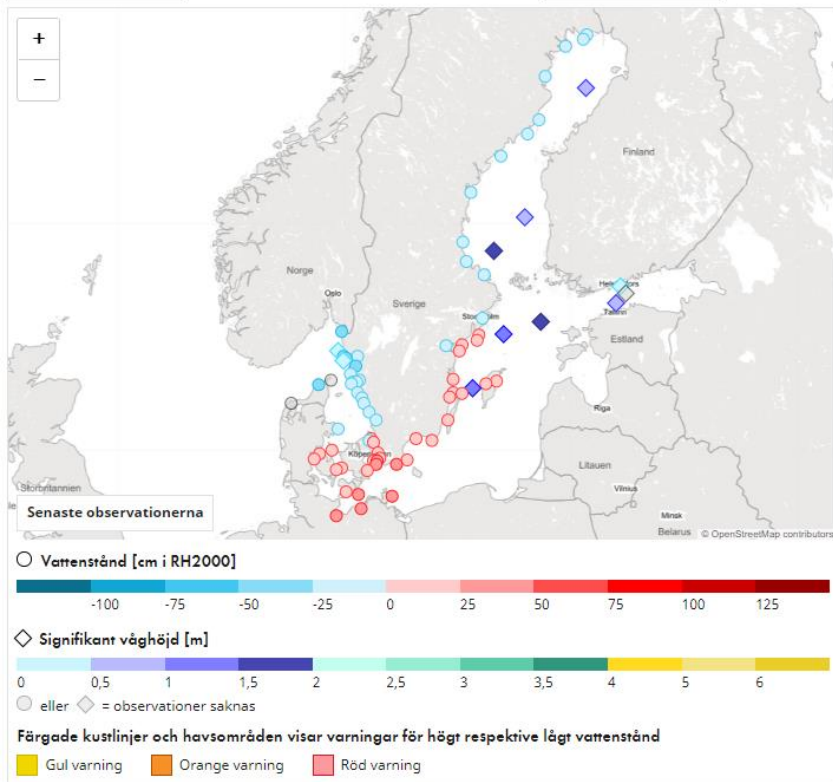 +
−
Finland
Norge
Oslo
Helsingfors
Sverige
Stockholm
Tallinn
Estland
Riga
Köpenhamn
Litauen
Vilnius
Storbritannien
Minsk
Belarus
Senaste observationerna
© OpenStreetMap contributors
Vattenstånd [cm i RH2000]
-100 -75 -50 -25 0 25 50 75 100 125
Signifikant våghöjd [m]
0 0,5 1 1,5 2 2,5 3 3,5 4 5 6
eller = observationer saknas
Färgade kustlinjer och havsområden visar varningar för högt respektive lågt vattenstånd
Gul varning Orange varning Röd varning